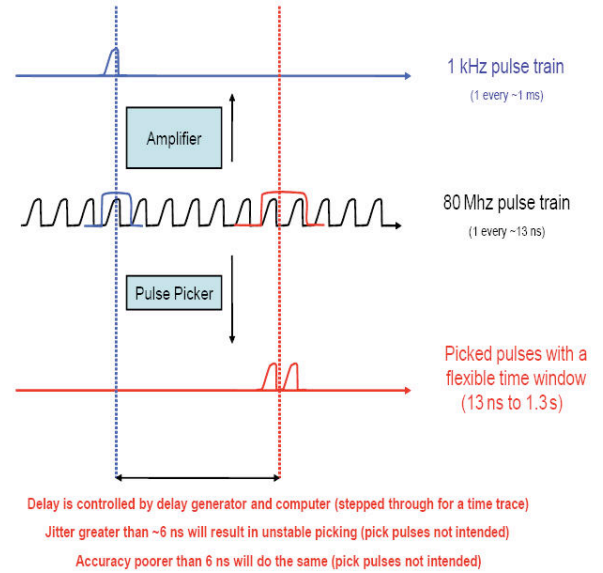 1 kHz pulse train
(1 every ~1 ms)
Amplifier
80 Mhz pulse train
(1 every ~13 ns)
Pulse Picker
Picked pulses with a
flexible time window
(13 ns to 1.3 s)
Delay is controlled by delay generator and computer (stepped through for a time trace)
Jitter greater than ~6 ns will result in unstable picking (pick pulses not intended)
Accuracy poorer than 6 ns will do the same (pick pulses not intended)